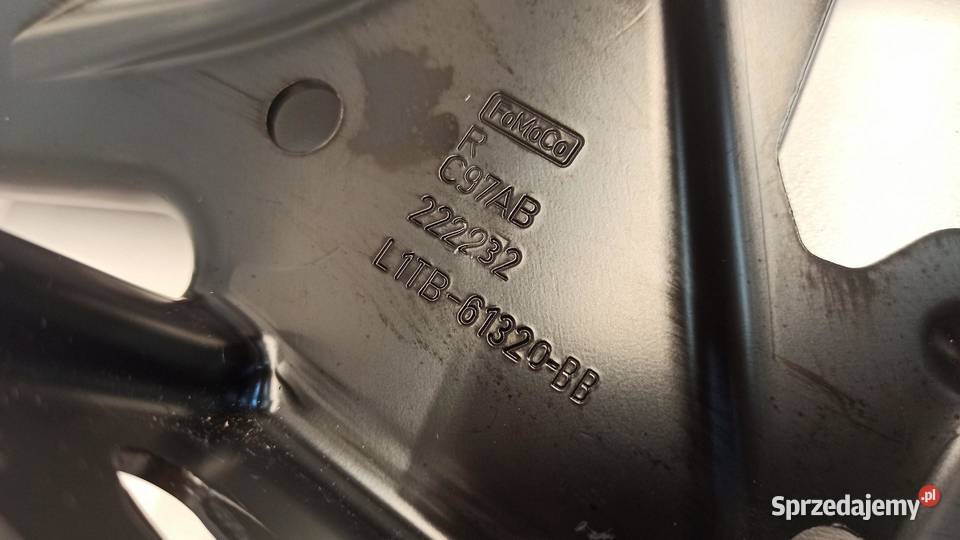 FoMoCo
R
C97AB
222232
L1TB-61320-BB
Sprzedajemy.pl